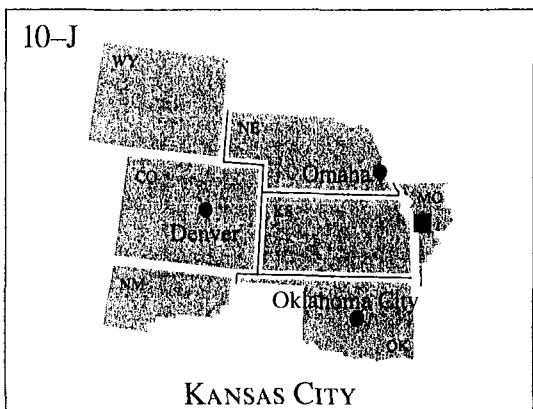 10–J
WY
NE
Omaha
CO
MO
KS
Denver
NM
Oklahoma City
OK
KANSAS CITY